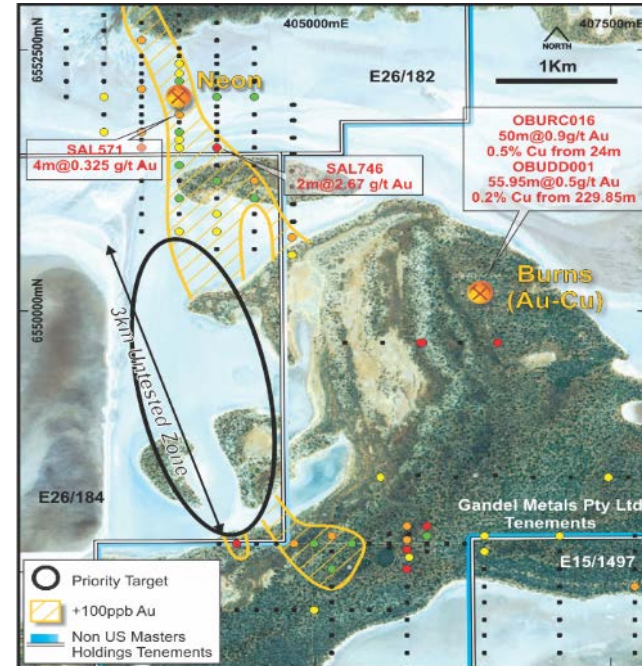 405000mE
407500mE
6552500mN
6550000mN
NORTH
1Km
E26/182
Neon
SAL571
4m@0.325 g/t Au
SAL746
2m@2.67 g/t Au
OBURC016
50m@0.9g/t Au
0.5% Cu from 24m
OBUDD001
55.95m@0.5g/t Au
0.2% Cu from 229.85m
Burns
(Au-Cu)
3km Untested Zone
E26/184
Gandel Metals Pty Ltd
Tenements
E15/1497
Priority Target
+100ppb Au
Non US Masters
Holdings Tenements